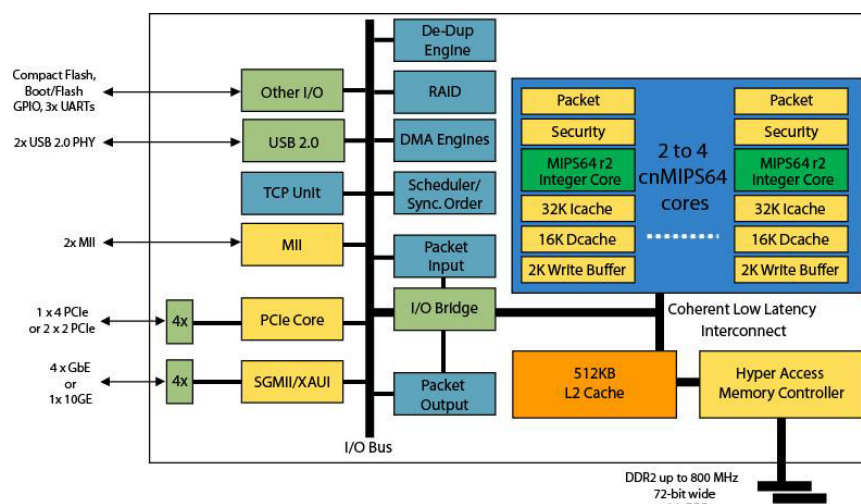 De-Dup
Engine
Compact Flash,
Boot/Flash
GPIO, 3x UARTs
Other I/O
RAID
2x USB 2.0 PHY
USB 2.0
DMA Engines
TCP Unit
Scheduler/
Sync. Order
2x MII
MII
Packet
Input
1 x 4 PCIe
or 2 x 2 PCIe
4x
PCIe Core
I/O Bridge
4 x GbE
or
1x 10GE
4x
SGMII/XAUI
Packet
Output
I/O Bus
Packet
Security
MIPS64 r2
Integer Core
32K Icache
16K Dcache
2K Write Buffer
2 to 4
cnMIPS64
cores
Packet
Security
MIPS64 r2
Integer Core
32K Icache
16K Dcache
2K Write Buffer
Coherent Low Latency
Interconnect
512KB
L2 Cache
Hyper Access
Memory Controller
DDR2 up to 800 MHz
72-bit wide